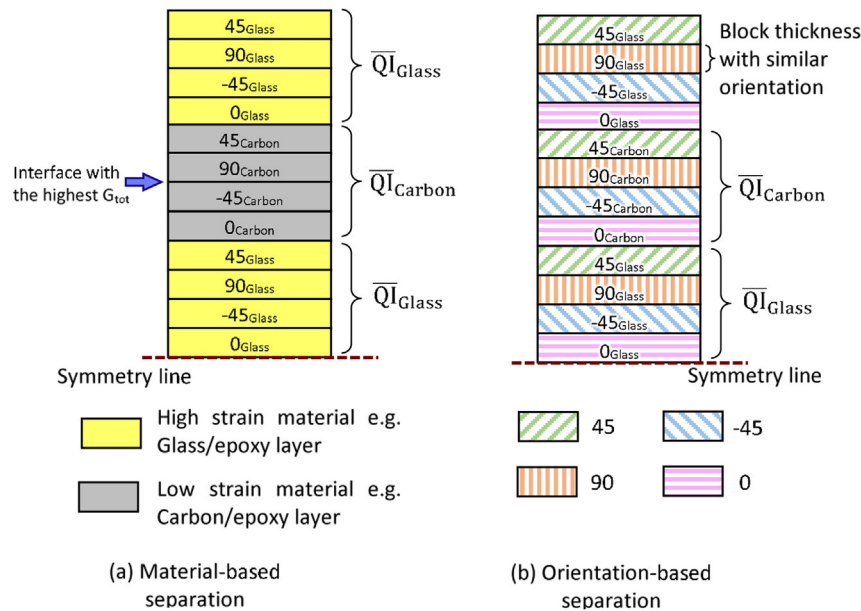 45Glass
90Glass
-45Glass
0Glass
QIGlass
45Carbon
90Carbon
-45Carbon
0Carbon
QICarbon
Interface with
the highest Gtot
45Glass
90Glass
-45Glass
0Glass
QIGlass
Symmetry line
High strain material e.g.
Glass/epoxy layer
Low strain material e.g.
Carbon/epoxy layer
(a) Material-based
separation
45Glass
90Glass
-45Glass
0Glass
Block thickness
with similar
orientation
45Carbon
90Carbon
-45Carbon
0Carbon
QICarbon
45Glass
90Glass
-45Glass
0Glass
QIGlass
Symmetry line
45
-45
90
0
(b) Orientation-based
separation